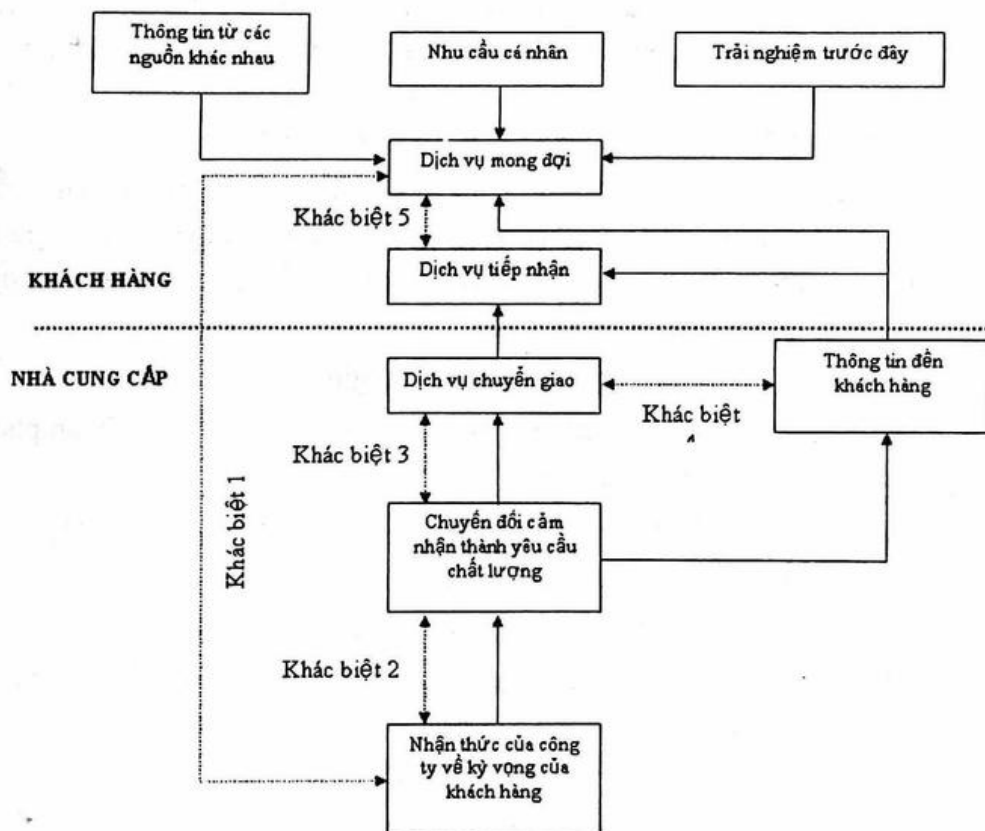 Thông tin từ các
nguồn khác nhau
Nhu cầu cá nhân
Trải nghiệm trước đây
Dịch vụ mong đợi
Khác biệt 5
Dịch vụ tiếp nhận
KHÁCH HÀNG
NHÀ CUNG CẤP
Dịch vụ chuyển giao
Thông tin đến
khách hàng
Khác biệt
Khác biệt 3
Khác biệt 1
Chuyển đổi cảm
nhận thành yêu cầu
chất lượng
Khác biệt 2
Nhận thức của công
ty về kỳ vọng của
khách hàng